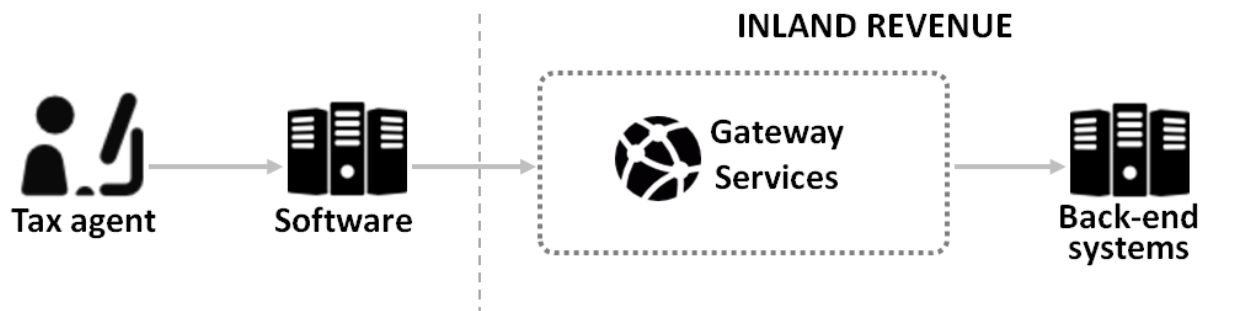 INLAND REVENUE
Gateway
Services
Tax agent
Software
Back-end
systems